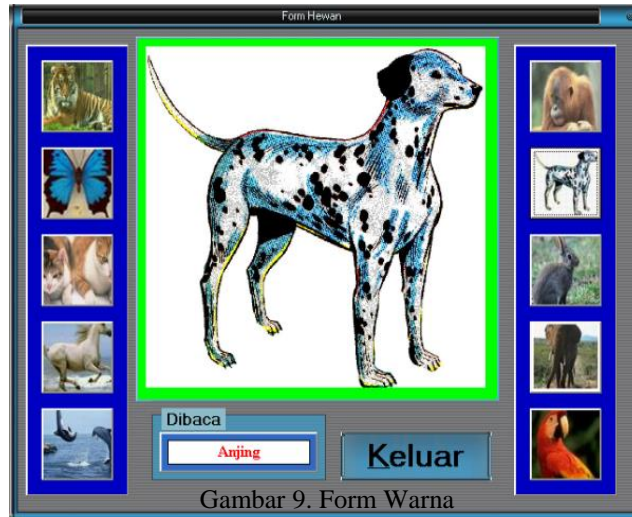 Form Hewan
Dibaca
Anjing
Keluar
Gambar 9. Form Warna